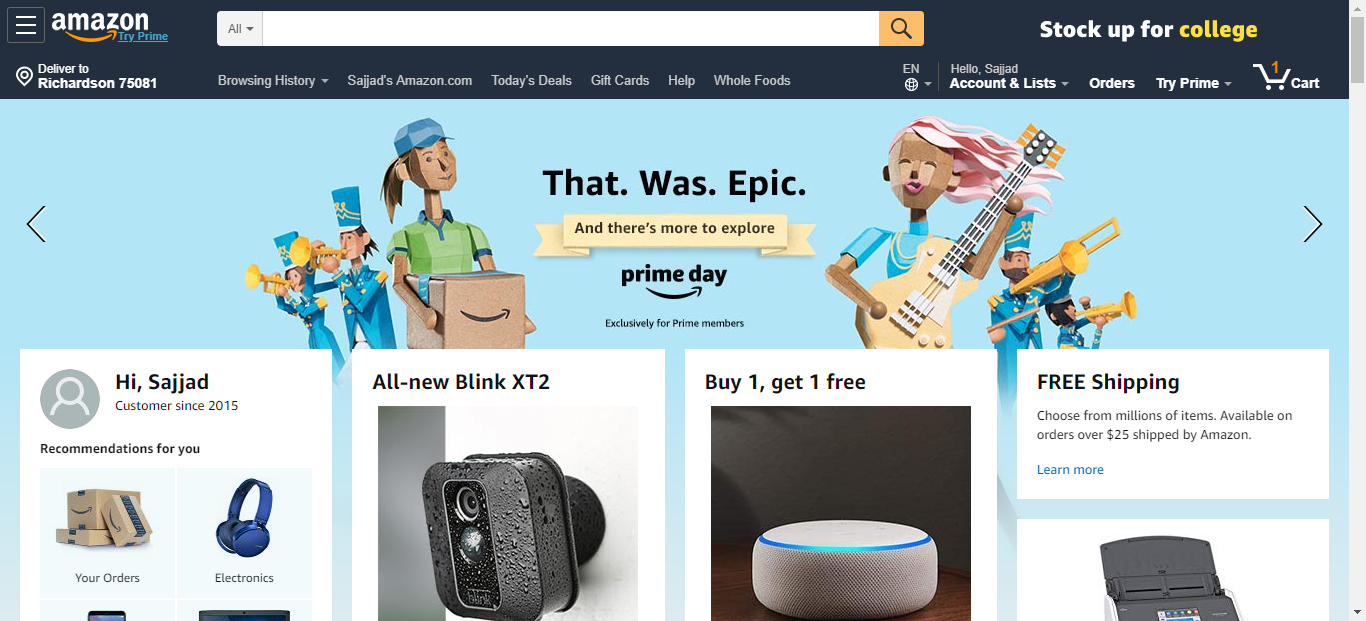 amazon
Try Prime
All
Stock up for college
Deliver to
Richardson 75081
Browsing History
Sajjad's Amazon.com
Today's Deals
Gift Cards
Help
Whole Foods
EN
Hello, Sajjad
Account & Lists
Orders
Try Prime
1
Cart
That. Was. Epic.
And there's more to explore
prime day
Exclusively for Prime members
Hi, Sajjad
Customer since 2015
Recommendations for you
Your Orders
Electronics
All-new Blink XT2
blink
Buy 1, get 1 free
FREE Shipping
Choose from millions of items. Available on
orders over $25 shipped by Amazon.
Learn more